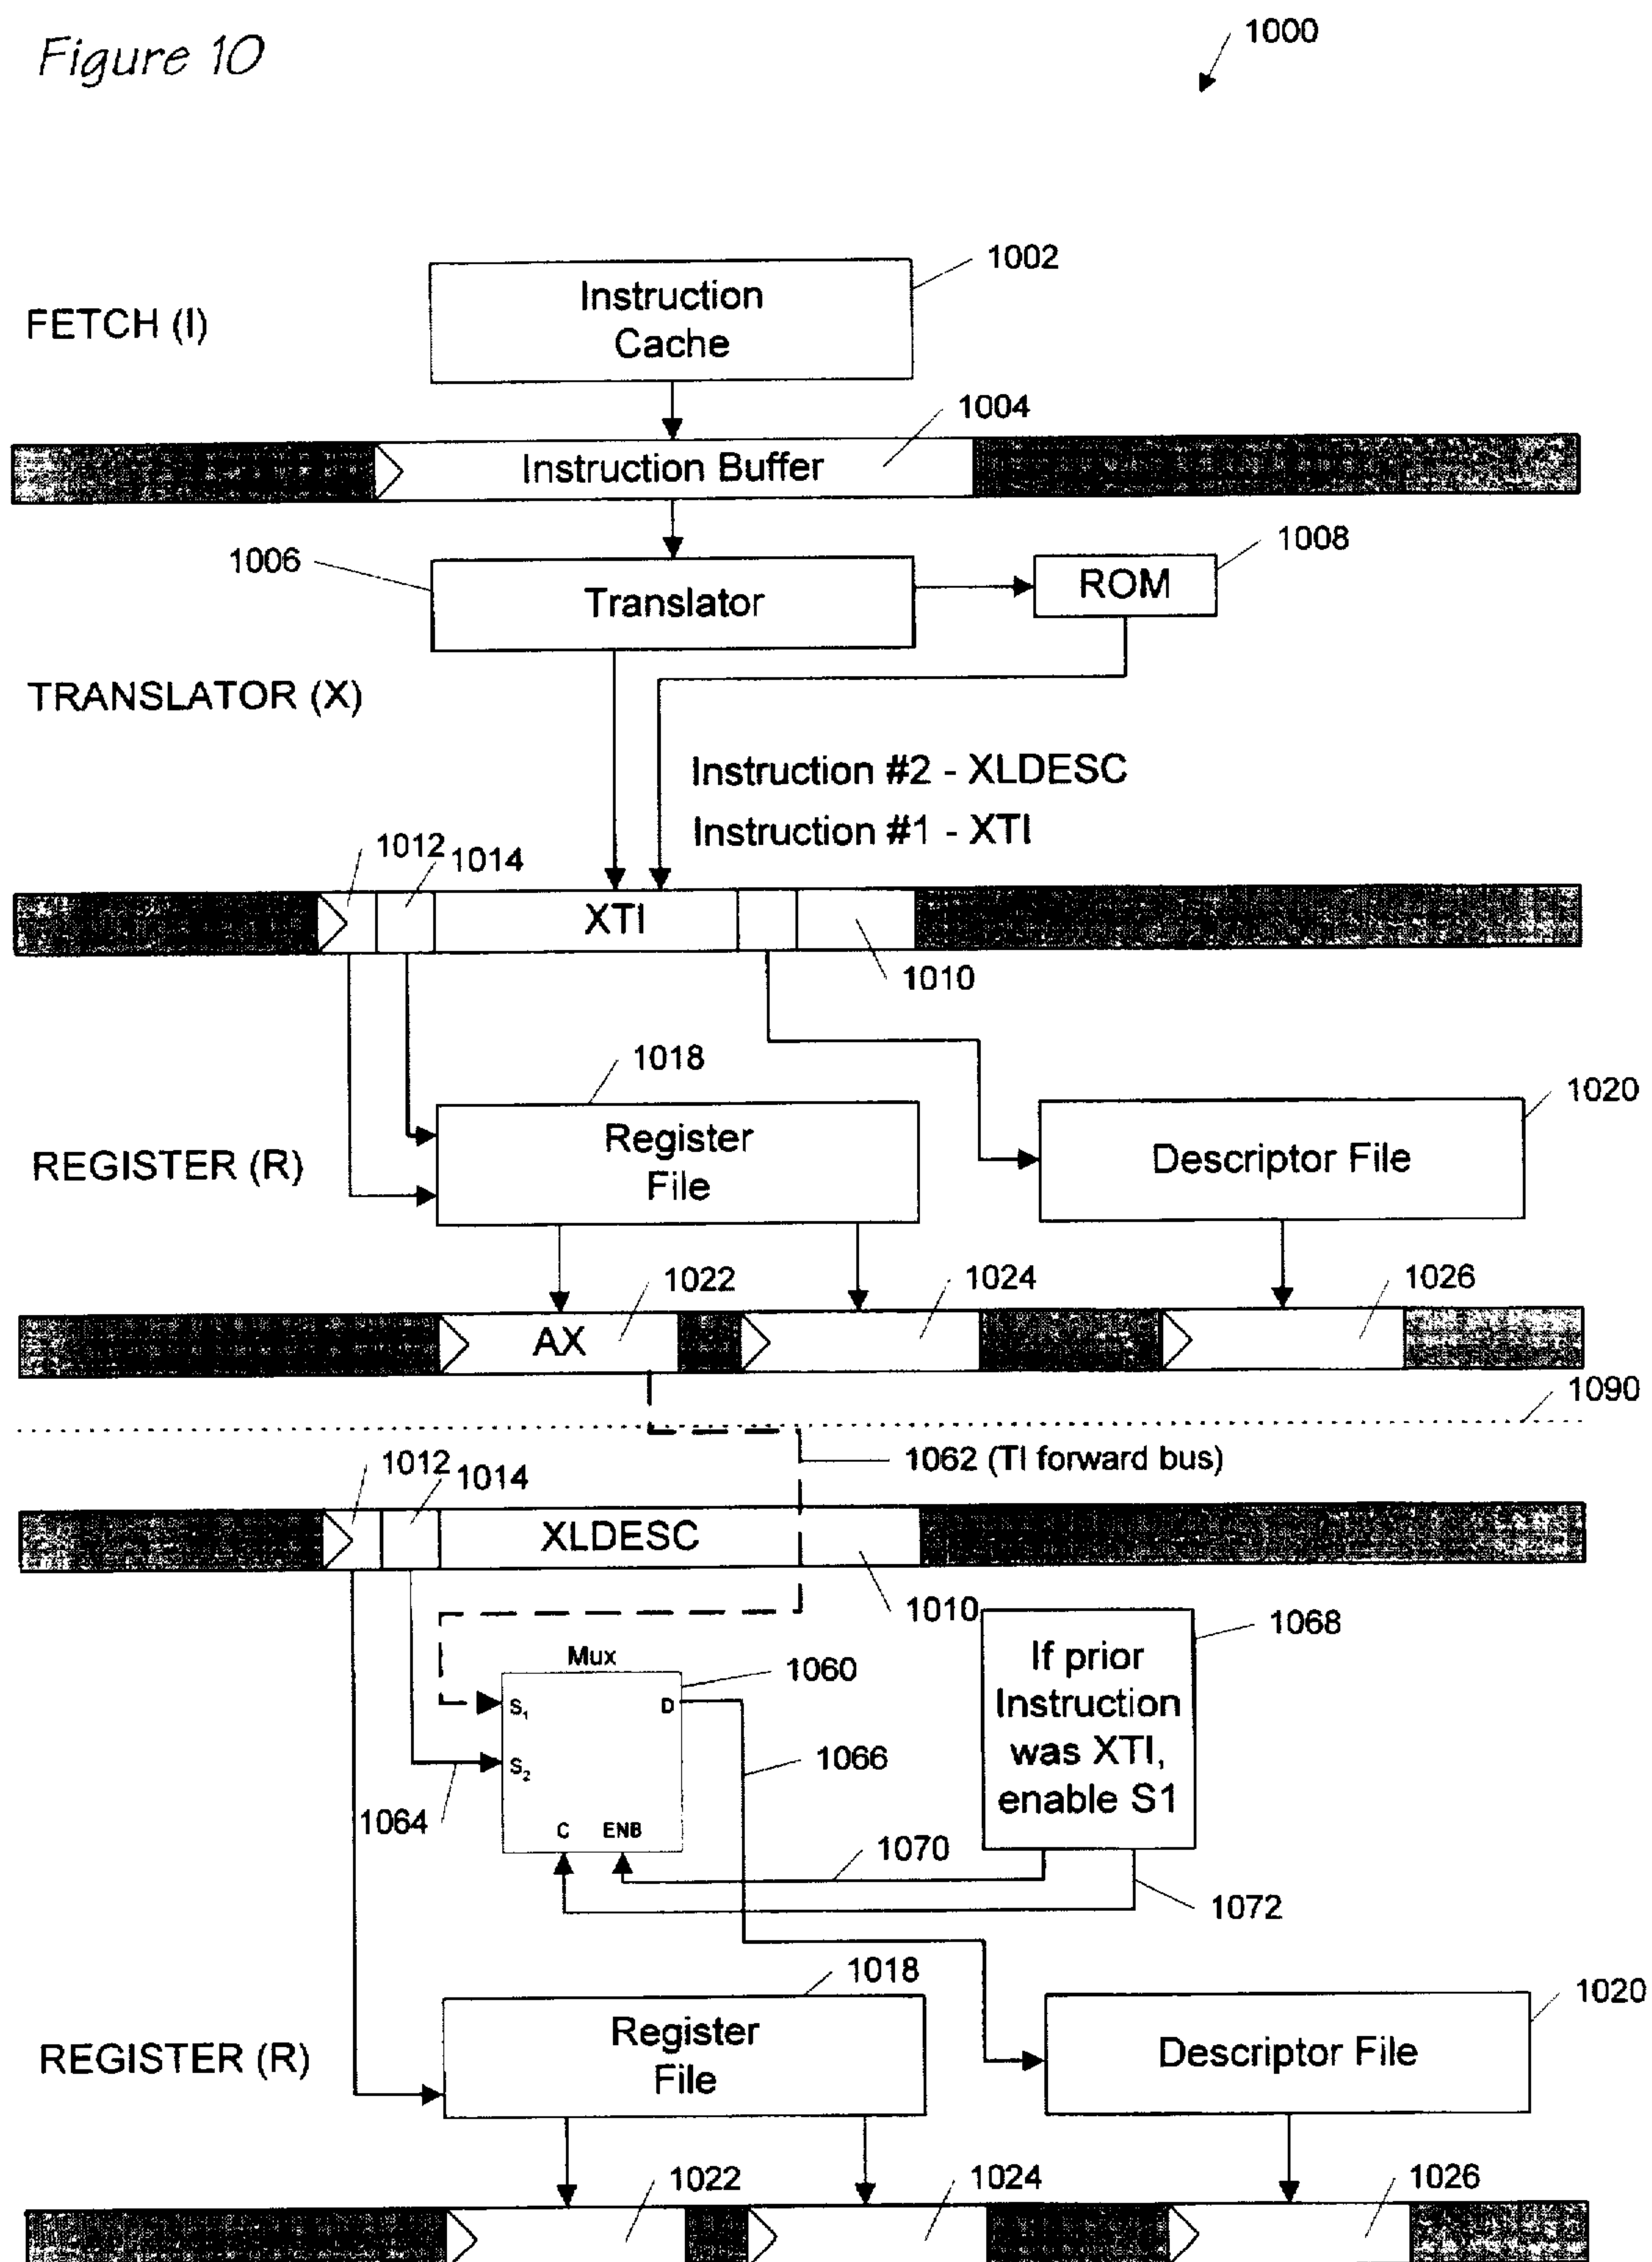 Figure 10
1000
1002
Instruction
Cache
FETCH (I)
1004
Instruction Buffer
1006
Translator
1008
ROM
TRANSLATOR (X)
Instruction #2 - XLDESC
Instruction #1 - XTI
1012
1014
XTI
1010
1018
Register
File
1020
Descriptor File
REGISTER (R)
1022
1024
1026
AX
1090
1062 (TI forward bus)
1012
1014
XLDESC
1010
1068
If prior
Instruction
was XTI,
enable S1
Mux
1060
S1
D
S2
1066
1064
C ENB
1070
1072
1018
Register
File
1020
Descriptor File
REGISTER (R)
1022
1024
1026